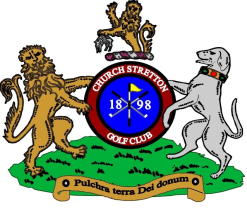 CHURCH STRETTON
18 98
GOLF CLUB
Pulchra terra Dei donum